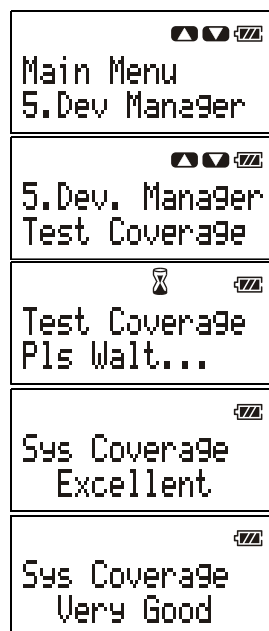 Main Menu
5.Dev Manager
5.Dev. Manager
Test Coverage
Test Coverage
Pls Walt...
Sys Coverage
Excellent
Sys Coverage
Very Good